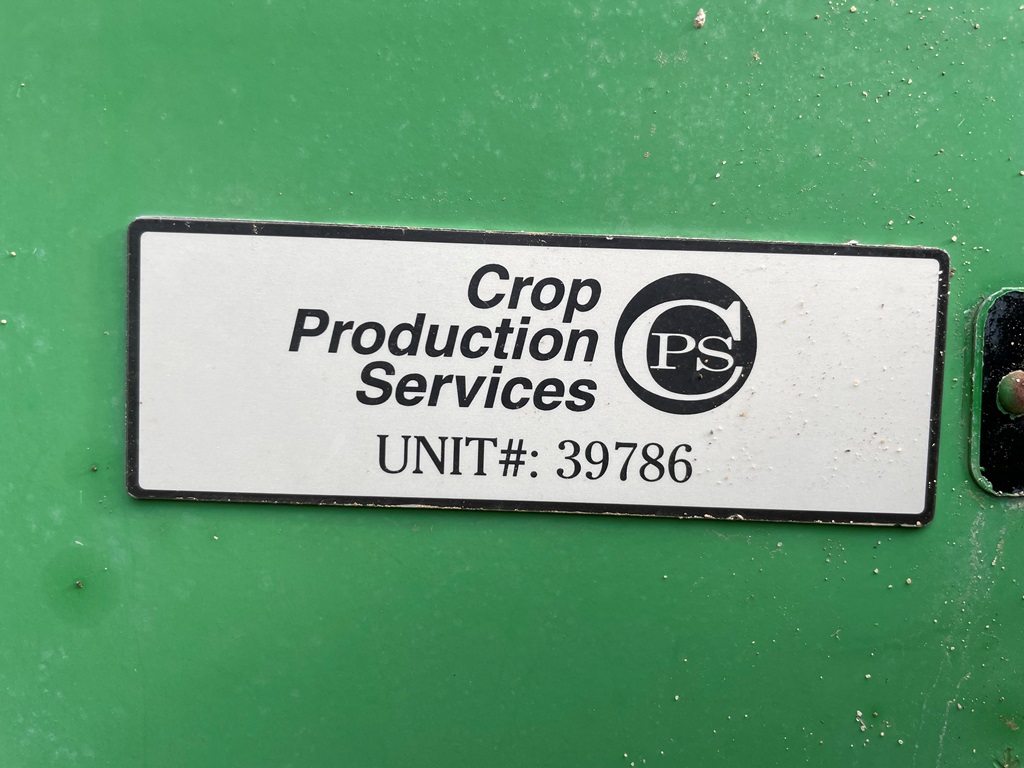 Crop
Production
Services
CPS
UNIT#: 39786